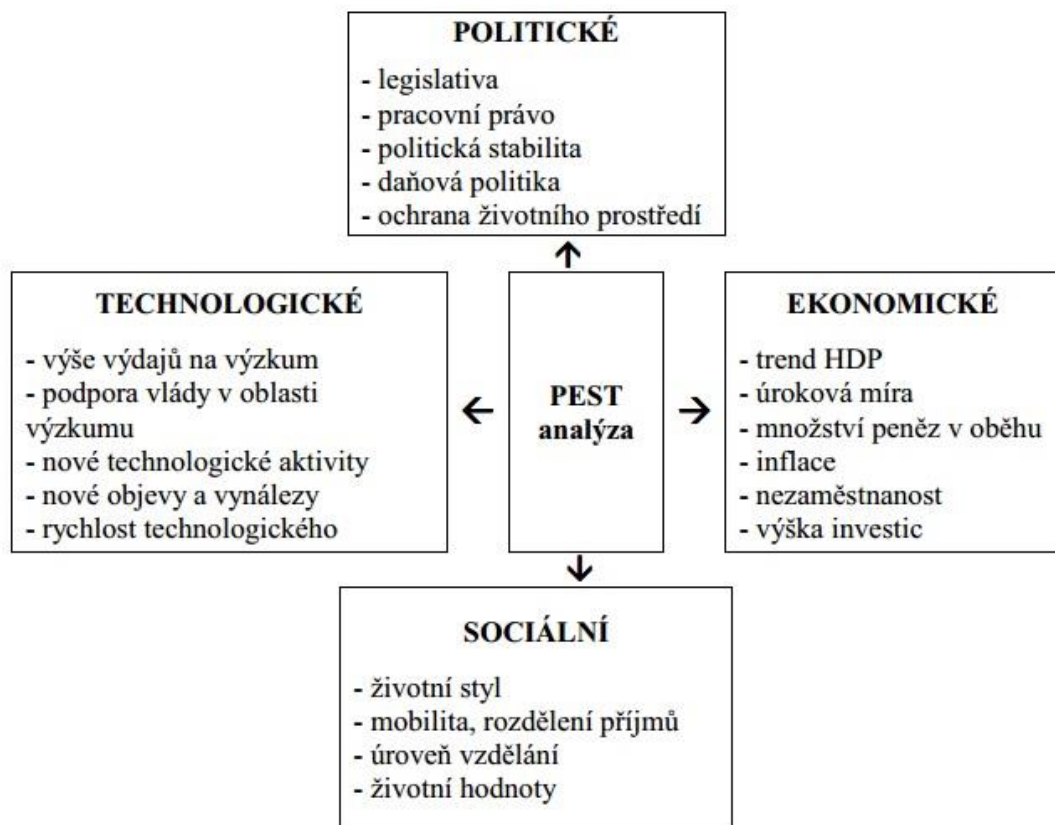 POLITICKÉ
- legislativa
- pracovní právo
- politická stabilita
- daňová politika
- ochrana životního prostředí
TECHNOLOGICKÉ
- výše výdajů na výzkum
- podpora vlády v oblasti
výzkumu
- nové technologické aktivity
- nové objevy a vynálezy
- rychlost technologického
PEST
analýza
EKONOMICKÉ
- trend HDP
- úroková míra
- množství peněz v oběhu
- inflace
- nezaměstnanost
- výška investic
SOCIÁLNÍ
- životní styl
- mobilita, rozdělení příjmů
- úroveň vzdělání
- životní hodnoty